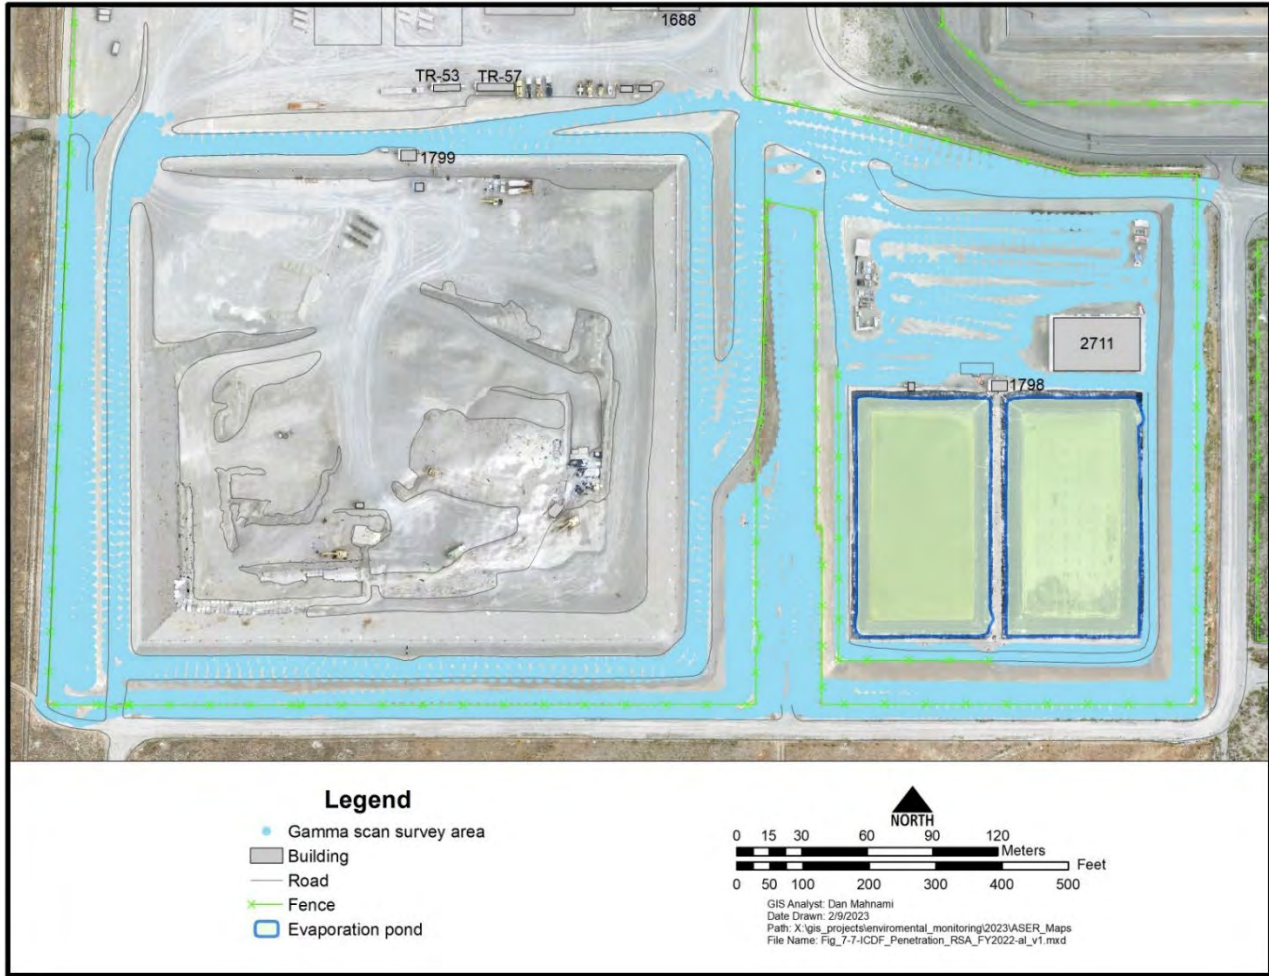 1688
TR-53
TR-57
1799
2711
1798
Legend
Gamma scan survey area
Building
Road
Fence
Evaporation pond
NORTH
0 15 30 60 90 120
Meters
Feet
0 50 100 200 300 400 500
GIS Analyst: Dan Mahnami
Date Drawn: 2/9/2023
Path: X:\gis_projects\enviromental_monitoring\2023\ASER_Maps
File Name: Fig_7-7-ICDF_Penetration_RSA_FY2022-al_v1.mxd